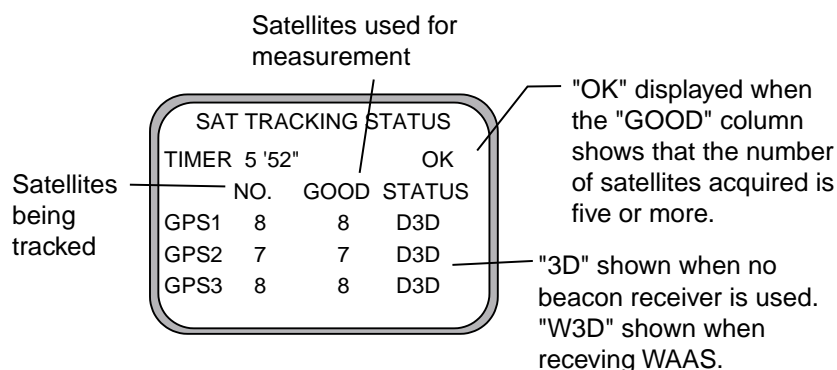 Satellites used for
measurement
"OK" displayed when
the "GOOD" column
shows that the number
of satellites acquired is
five or more.
SAT TRACKING STATUS
TIMER 5 '52" OK
NO. GOOD STATUS
GPS1 8 8 D3D
GPS2 7 7 D3D
GPS3 8 8 D3D
Satellites
being
tracked
"3D" shown when no
beacon receiver is used.
"W3D" shown when
receving WAAS.